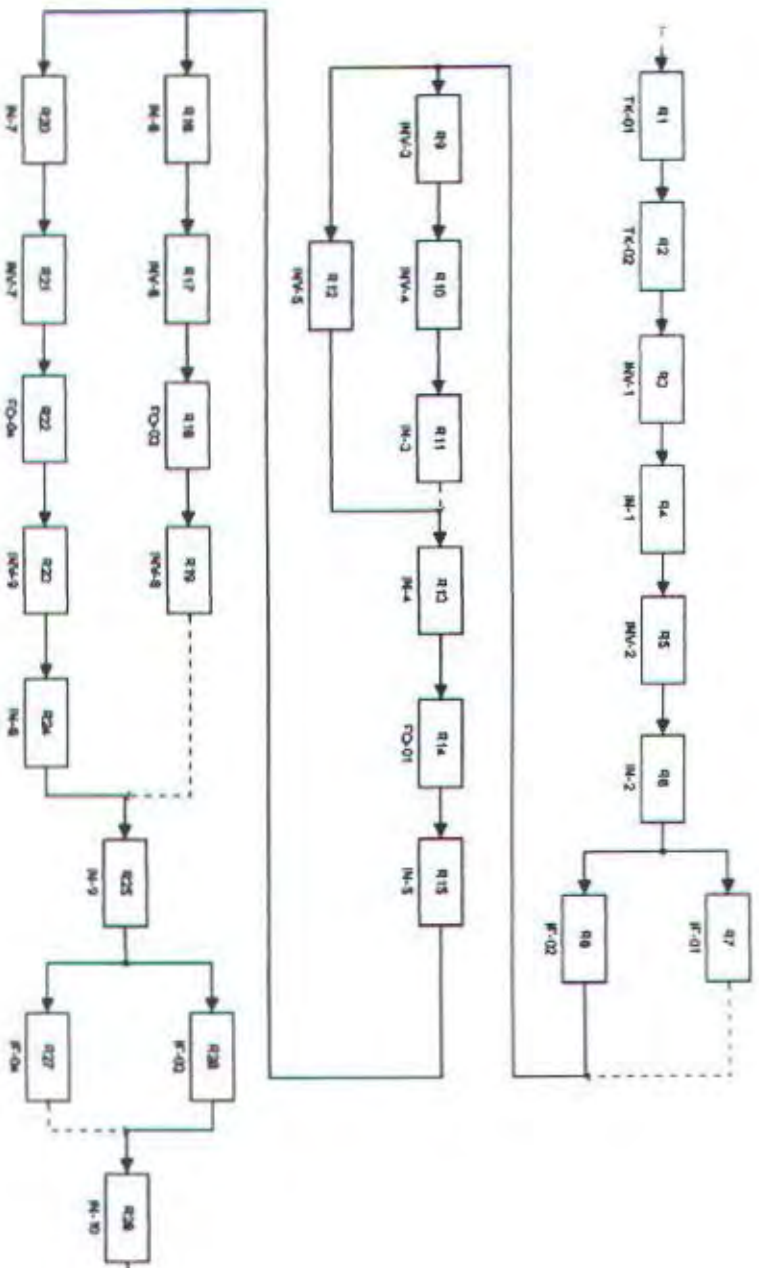 R7
IF-01
R1
R2
R3
R4
R5
R6
TK-01
TK-02
INV-1
IN-1
INV-2
IN-2
R8
IF-02
R9
R10
R11
R13
R14
R15
INV-3
INV-4
IN-3
IN-4
IN-5
R12
INV-5
R16
R17
R18
R19
IN-6
INV-6
INV-8
R26
IF-03
R25
R28
IN-9
IN-10
R20
R21
R22
R23
R24
R27
IN-7
INV-7
INV-9
IN-8
IF-04